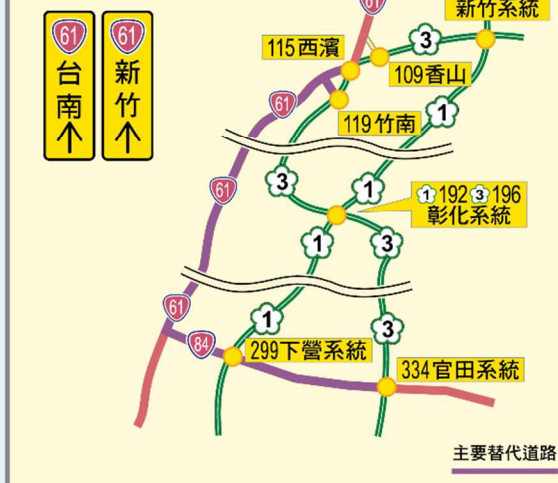 61
新竹系統
61
台
南
↑
61
新
竹
↑
115西濱
3
109香山
61
119竹南
1
3
1
61
1 192 3 196
彰化系統
1
3
61
1
3
84
299下營系統
334官田系統
主要替代道路